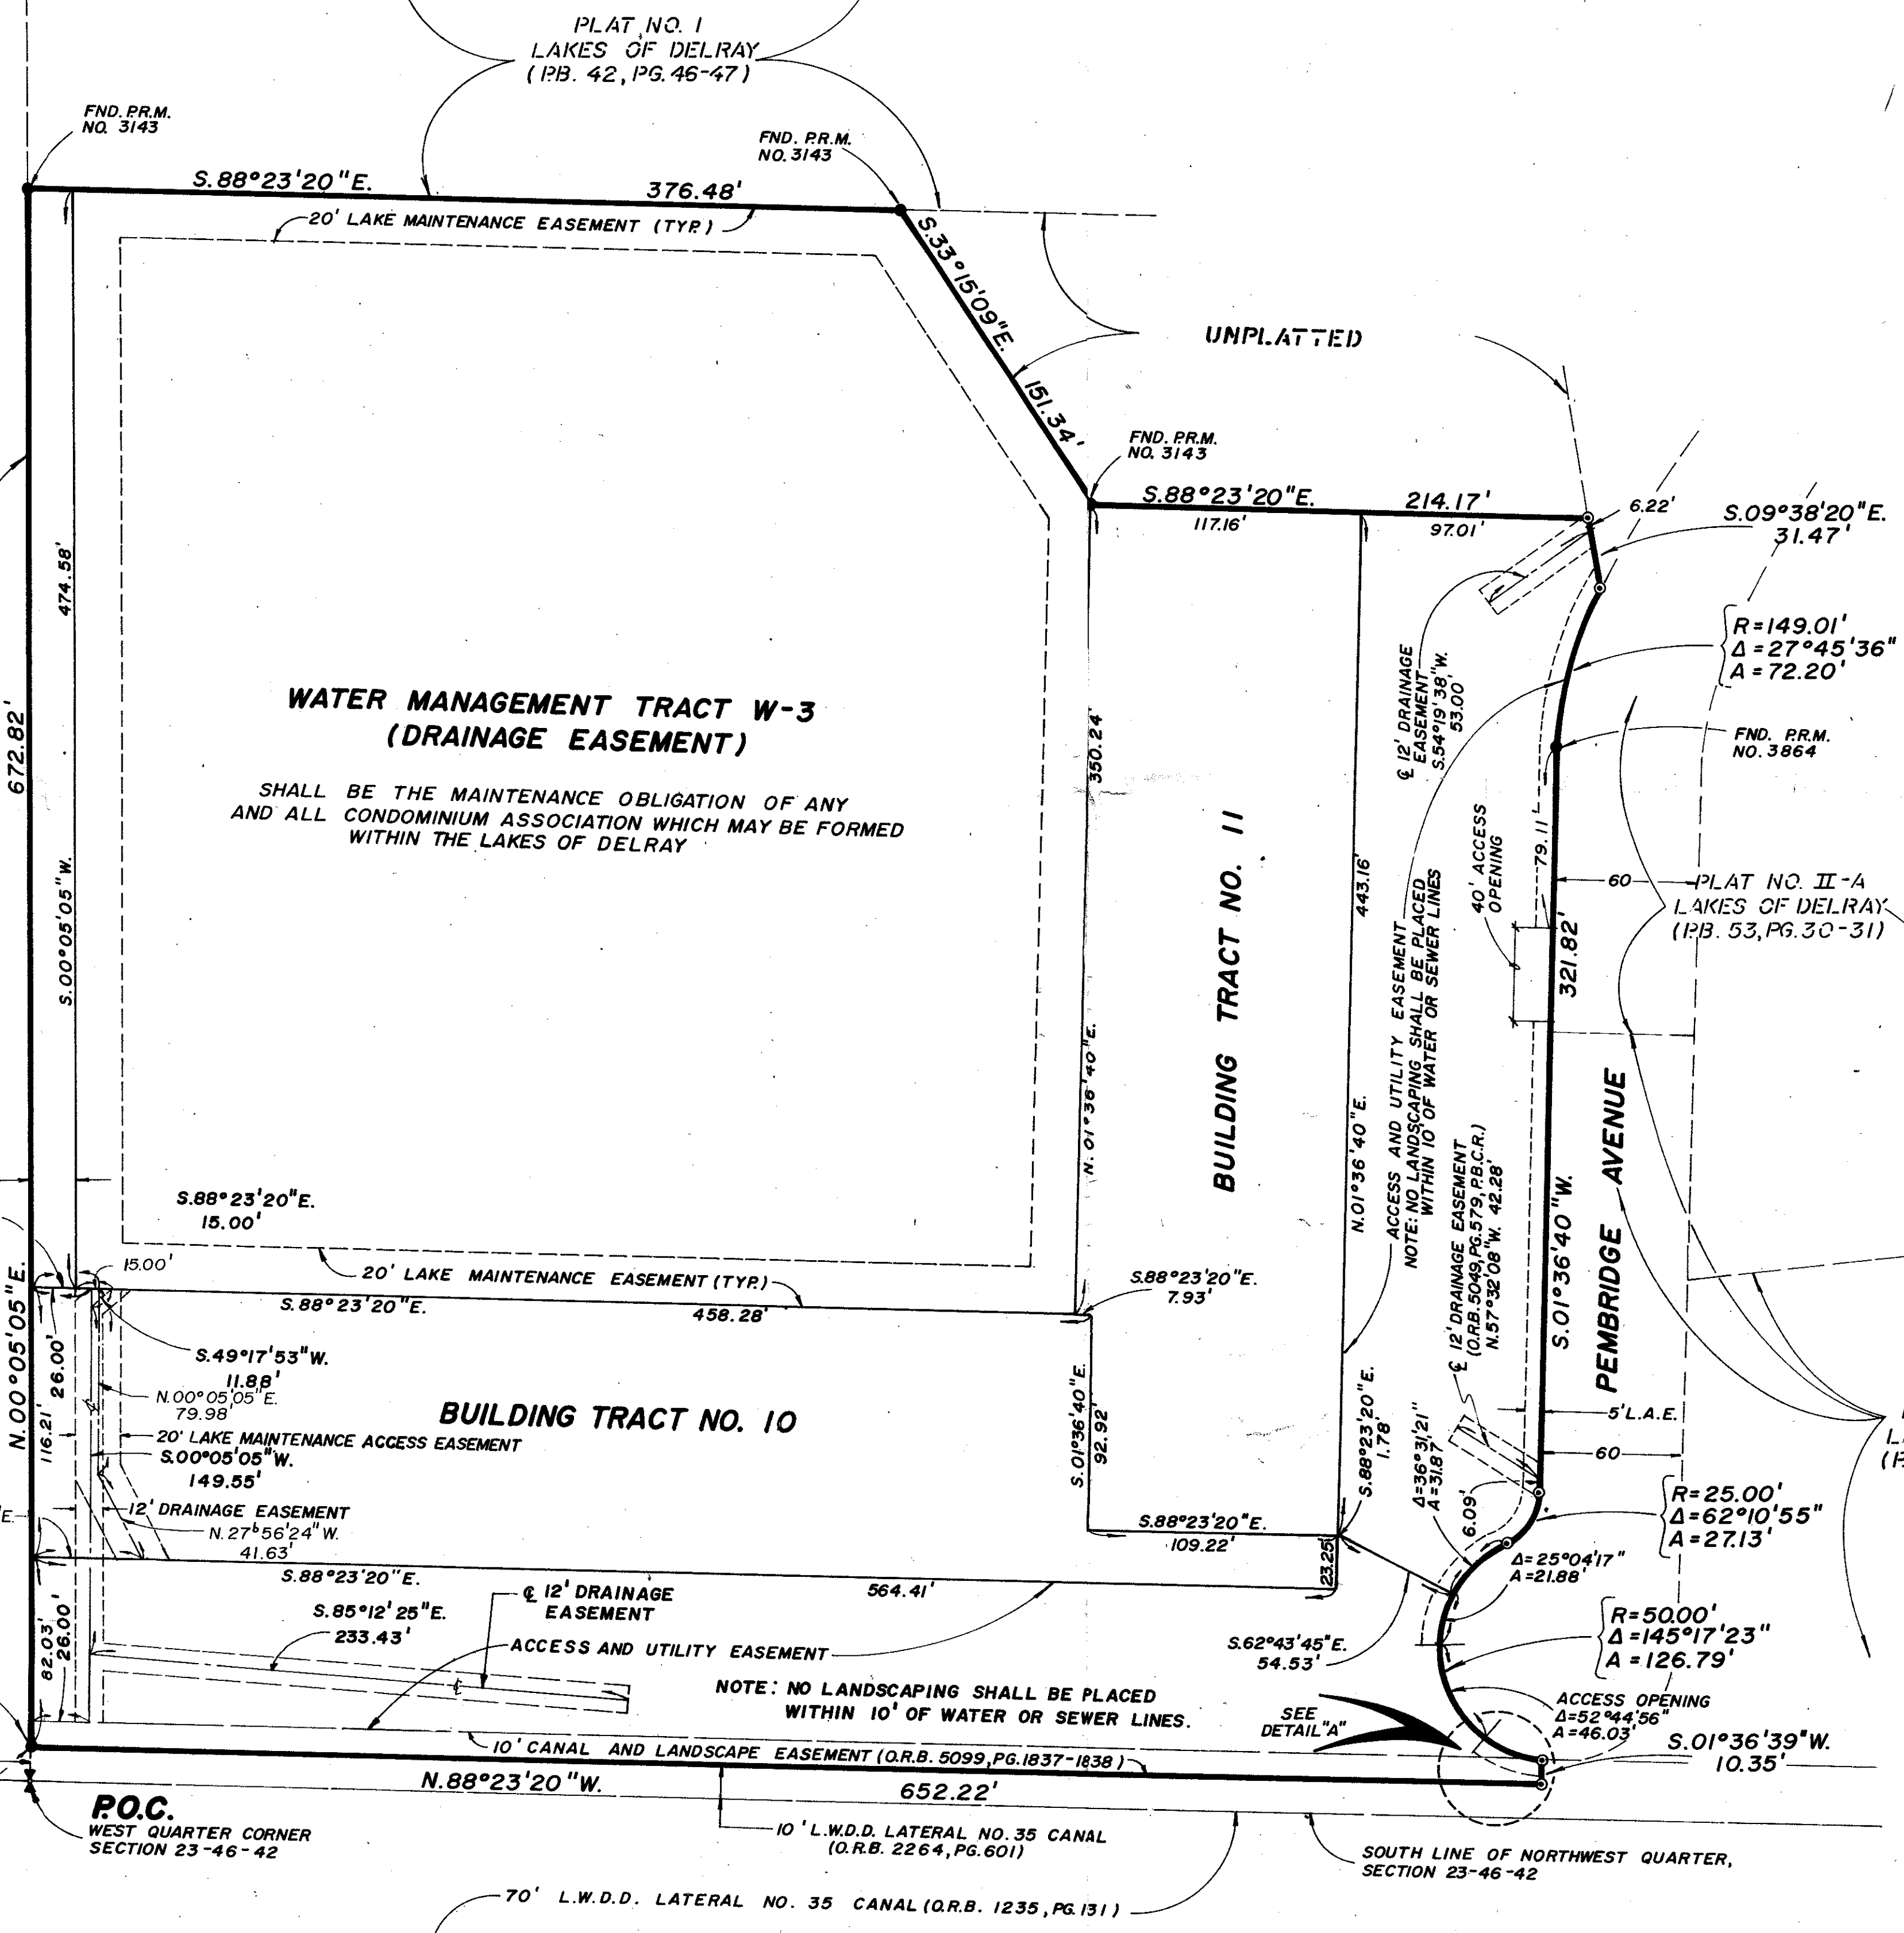 PLAT NO. I
LAKES OF DELRAY
(P.B. 42, PG. 46-47)
FND. P.R.M.
NO. 3143
FND. P.R.M.
NO. 3143
S.88°23'20"E.
376.48'
20' LAKE MAINTENANCE EASEMENT (TYP.)
S.33°15'09"E.
151.34'
UNPLATTED
FND. P.R.M.
NO. 3143
S.88°23'20"E.
214.17'
117.16'
97.01'
6.22'
S.09°38'20"E.
31.47'
R=149.01'
Δ=27°45'36"
A=72.20'
FND. P.R.M.
NO. 3864
474.58'
S.00°05'05"W.
672.82'
N.00°05'05"E.
WATER MANAGEMENT TRACT W-3
(DRAINAGE EASEMENT)
SHALL BE THE MAINTENANCE OBLIGATION OF ANY
AND ALL CONDOMINIUM ASSOCIATION WHICH MAY BE FORMED
WITHIN THE LAKES OF DELRAY
350.24'
N.01°36'40"E.
BUILDING TRACT NO. 11
443.16'
N.01°36'40"E.
℄ 12' DRAINAGE
EASEMENT
S.54°19'38"W.
53.00'
40' ACCESS
OPENING
79.11'
60
PLAT NO. II-A
LAKES OF DELRAY
(P.B. 53, PG. 30-31)
321.82'
S.01°36'40"W.
PEMBRIDGE AVENUE
ACCESS AND UTILITY EASEMENT
NOTE: NO LANDSCAPING SHALL BE PLACED
WITHIN 10' OF WATER OR SEWER LINES
℄ 12' DRAINAGE EASEMENT
(O.R.B. 5049, PG. 579, P.B.C.R.)
N.57°32'08"W. 42.28'
S.88°23'20"E.
15.00'
15.00'
20' LAKE MAINTENANCE EASEMENT (TYP.)
S.88°23'20"E.
458.28'
S.88°23'20"E.
7.93'
26.00'
116.21'
S.49°17'53"W.
11.88'
N.00°05'05"E.
79.98'
20' LAKE MAINTENANCE ACCESS EASEMENT
S.00°05'05"W.
149.55'
12' DRAINAGE EASEMENT
N.27°56'24"W.
41.63'
E.
BUILDING TRACT NO. 10
S.01°36'40"E.
92.92'
S.88°23'20"E.
109.22'
23.25'
S.88°23'20"E.
1.78'
Δ=36°31'21"
A=31.87'
6.09'
5' L.A.E.
60
R=25.00'
Δ=62°10'55"
A=27.13'
Δ=25°04'17"
A=21.88'
R=50.00'
Δ=145°17'23"
A=126.79'
S.88°23'20"E.
564.41'
82.03'
26.00'
S.85°12'25"E.
233.43'
℄ 12' DRAINAGE
EASEMENT
ACCESS AND UTILITY EASEMENT
℄
S.62°43'45"E.
54.53'
NOTE: NO LANDSCAPING SHALL BE PLACED
WITHIN 10' OF WATER OR SEWER LINES.
SEE
DETAIL "A"
ACCESS OPENING
Δ=52°44'56"
A=46.03'
S.01°36'39"W.
10.35'
10' CANAL AND LANDSCAPE EASEMENT (O.R.B. 5099, PG. 1837-1838)
N.88°23'20"W.
652.22'
P.O.C.
WEST QUARTER CORNER
SECTION 23-46-42
10' L.W.D.D. LATERAL NO. 35 CANAL
(O.R.B. 2264, PG. 601)
SOUTH LINE OF NORTHWEST QUARTER,
SECTION 23-46-42
70' L.W.D.D. LATERAL NO. 35 CANAL (O.R.B. 1235, PG. 131)